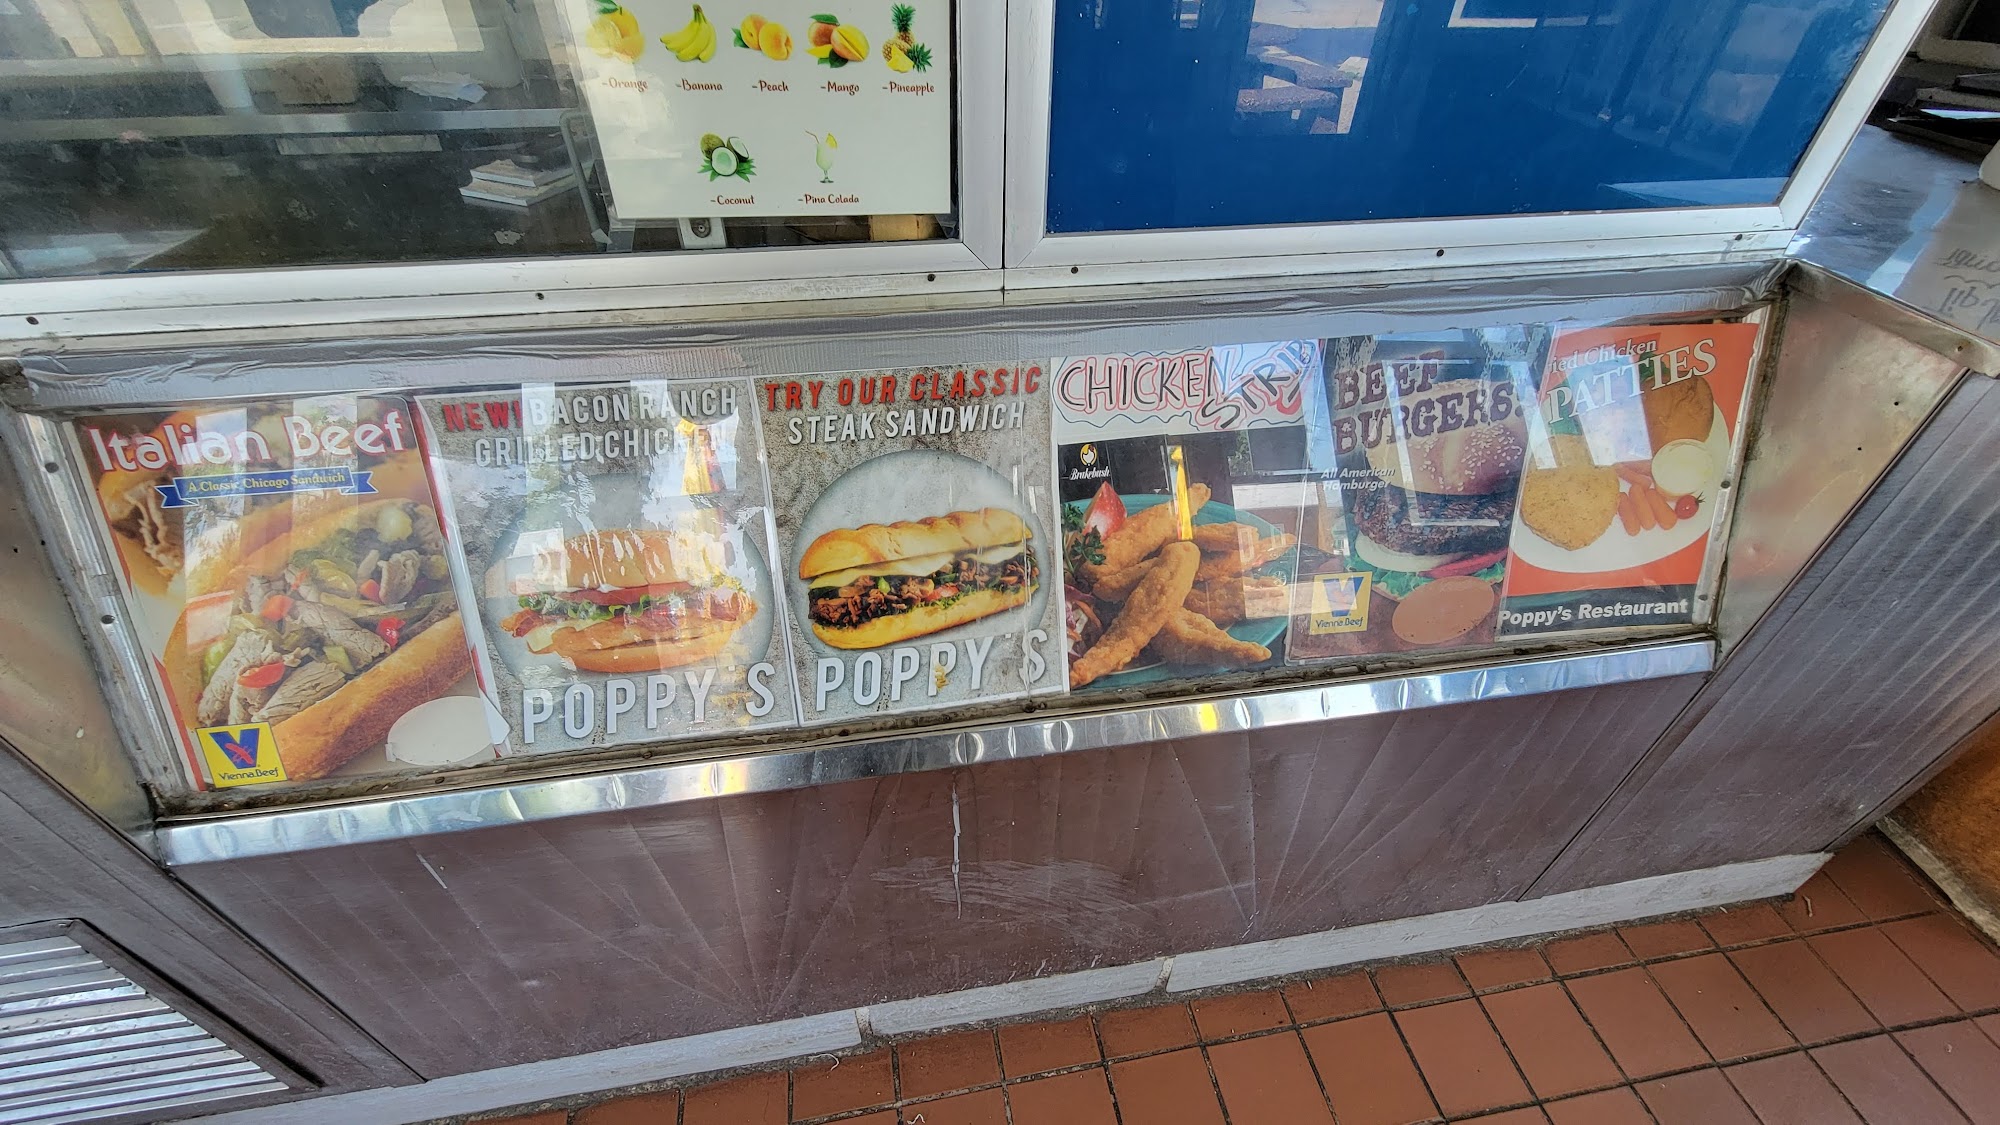 -Orange
-Banana
-Peach
-Mango
-Pineapple
-Coconut
-Pina Colada
Italian Beef
A Classic Chicago Sandwich
V
Vienna Beef
NEW! BACON RANCH
GRILLED CHICKEN
POPPY'S
TRY OUR CLASSIC
STEAK SANDWICH
POPPY'S
CHICKEN
STRIPS
Brakebush
BEEF
BURGERS!
All American
Hamburger
V
Vienna Beef
Chicken
PATTIES
Poppy's Restaurant